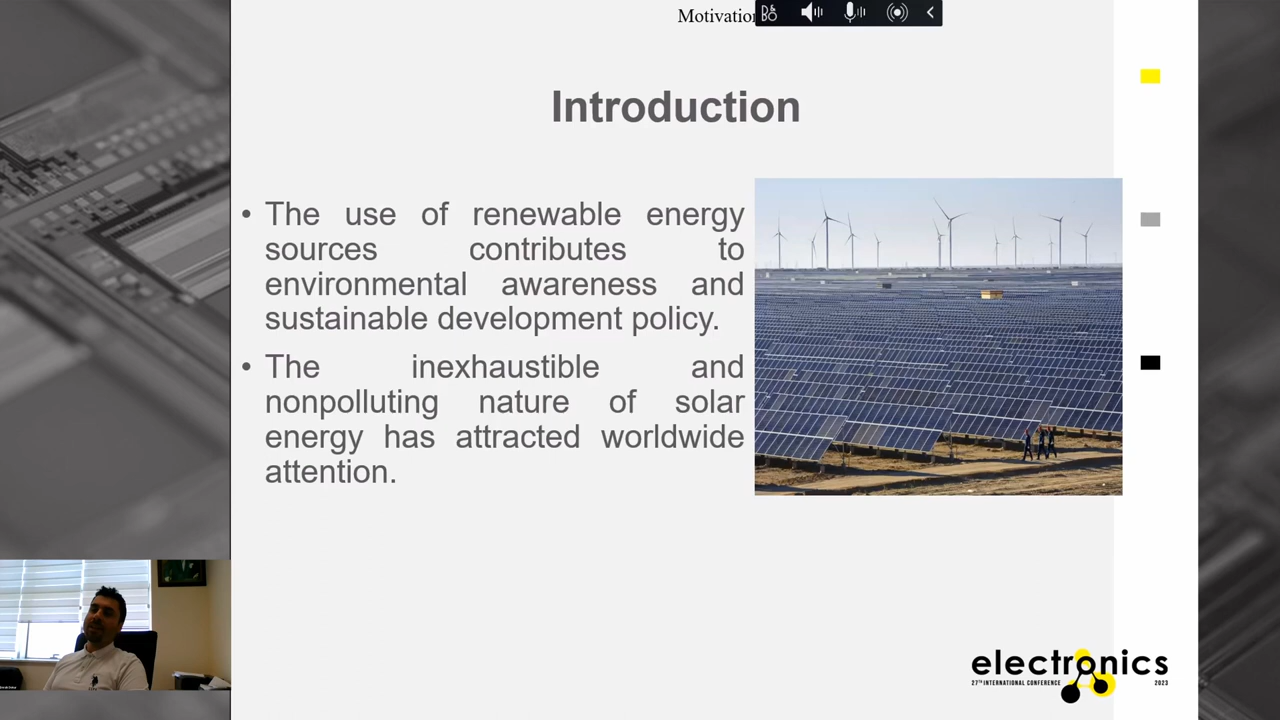 Motivation
Introduction
• The use of renewable energy
sources contributes to
environmental awareness and
sustainable development policy.
• The inexhaustible and
nonpolluting nature of solar
energy has attracted worldwide
attention.
electronics
27TH INTERNATIONAL CONFERENCE 2023